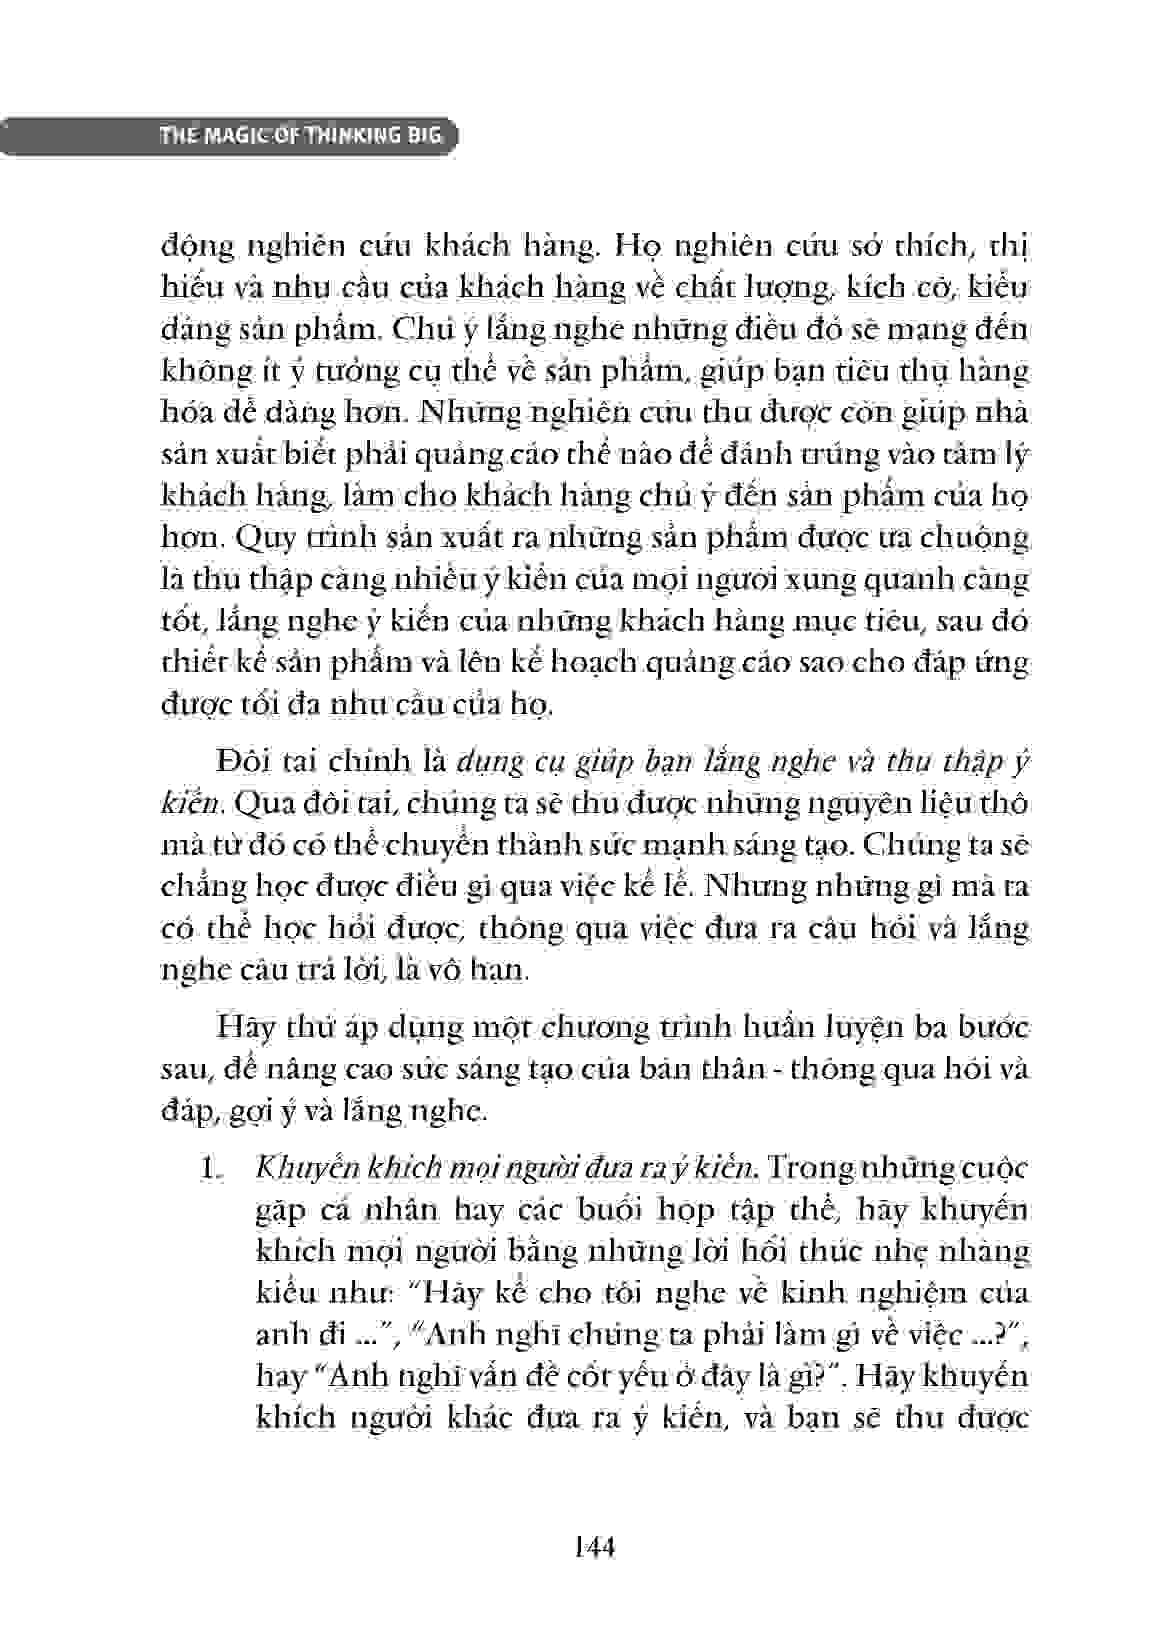 THE MAGIC OF THINKING BIG
động nghiên cứu khách hàng. Họ nghiên cứu sở thích, thị
hiếu và nhu cầu của khách hàng về chất lượng, kích cỡ, kiểu
dáng sản phẩm. Chú ý lắng nghe những điều đó sẽ mang đến
không ít ý tưởng cụ thể về sản phẩm, giúp bạn tiêu thụ hàng
hóa dễ dàng hơn. Những nghiên cứu thu được còn giúp nhà
sản xuất biết phải quảng cáo thế nào để đánh trúng vào tâm lý
khách hàng, làm cho khách hàng chú ý đến sản phẩm của họ
hơn. Quy trình sản xuất ra những sản phẩm được ưa chuộng
là thu thập càng nhiều ý kiến của mọi người xung quanh càng
tốt, lắng nghe ý kiến của những khách hàng mục tiêu, sau đó
thiết kế sản phẩm và lên kế hoạch quảng cáo sao cho đáp ứng
được tối đa nhu cầu của họ.
Đôi tai chính là dụng cụ giúp bạn lắng nghe và thu thập ý
kiến. Qua đôi tai, chúng ta sẽ thu được những nguyên liệu thô
mà từ đó có thể chuyển thành sức mạnh sáng tạo. Chúng ta sẽ
chẳng học được điều gì qua việc kể lể. Nhưng những gì mà ta
có thể học hỏi được, thông qua việc đưa ra câu hỏi và lắng
nghe câu trả lời, là vô hạn.
Hãy thử áp dụng một chương trình huấn luyện ba bước
sau, để nâng cao sức sáng tạo của bản thân - thông qua hỏi và
đáp, gợi ý và lắng nghe.
1. Khuyến khích mọi người đưa ra ý kiến. Trong những cuộc
gặp cá nhân hay các buổi họp tập thể, hãy khuyến
khích mọi người bằng những lời hối thúc nhẹ nhàng
kiểu như: “Hãy kể cho tôi nghe về kinh nghiệm của
anh đi ...”, “Anh nghĩ chúng ta phải làm gì về việc ...?”,
hay “Anh nghĩ vấn đề cốt yếu ở đây là gì?”. Hãy khuyến
khích người khác đưa ra ý kiến, và bạn sẽ thu được
144